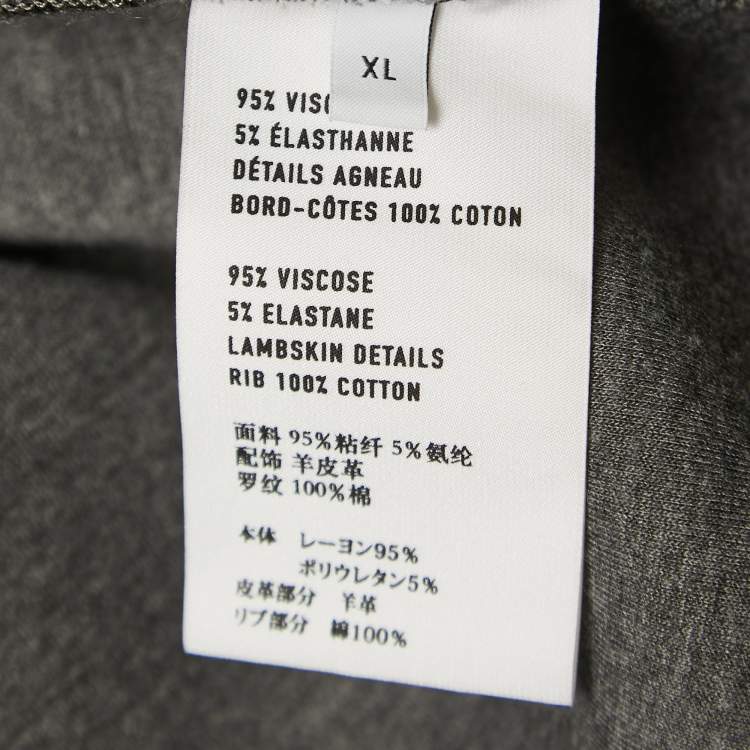 XL
95%
5% ÉLASTHANNE
DÉTAILS AGNEAU
BORD-CÔTES 100% COTON
95% VISCOSE
5% ELASTANE
LAMBSKIN DETAILS
RIB 100% COTTON
面料 95%粘纤 5%氨纶
配饰 羊皮革
罗纹 100%棉
本体 レーヨン95%
ポリウレタン5%
皮革部分 羊革
リブ部分 綿100%